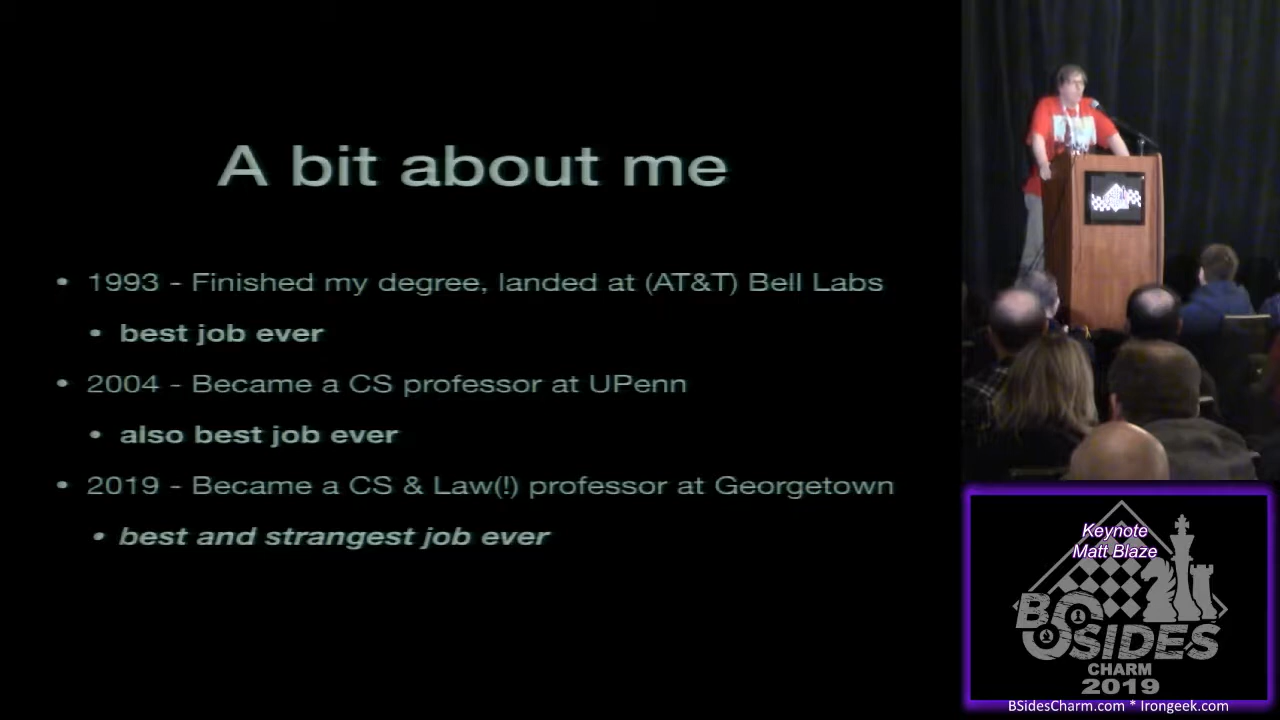 A bit about me
• 1993 - Finished my degree, landed at (AT&T) Bell Labs
• best job ever
• 2004 - Became a CS professor at UPenn
• also best job ever
• 2019 - Became a CS & Law(!) professor at Georgetown
• best and strangest job ever
Keynote
Matt Blaze
BSIDES
CHARM
2019
BSidesCharm.com * Irongeek.com